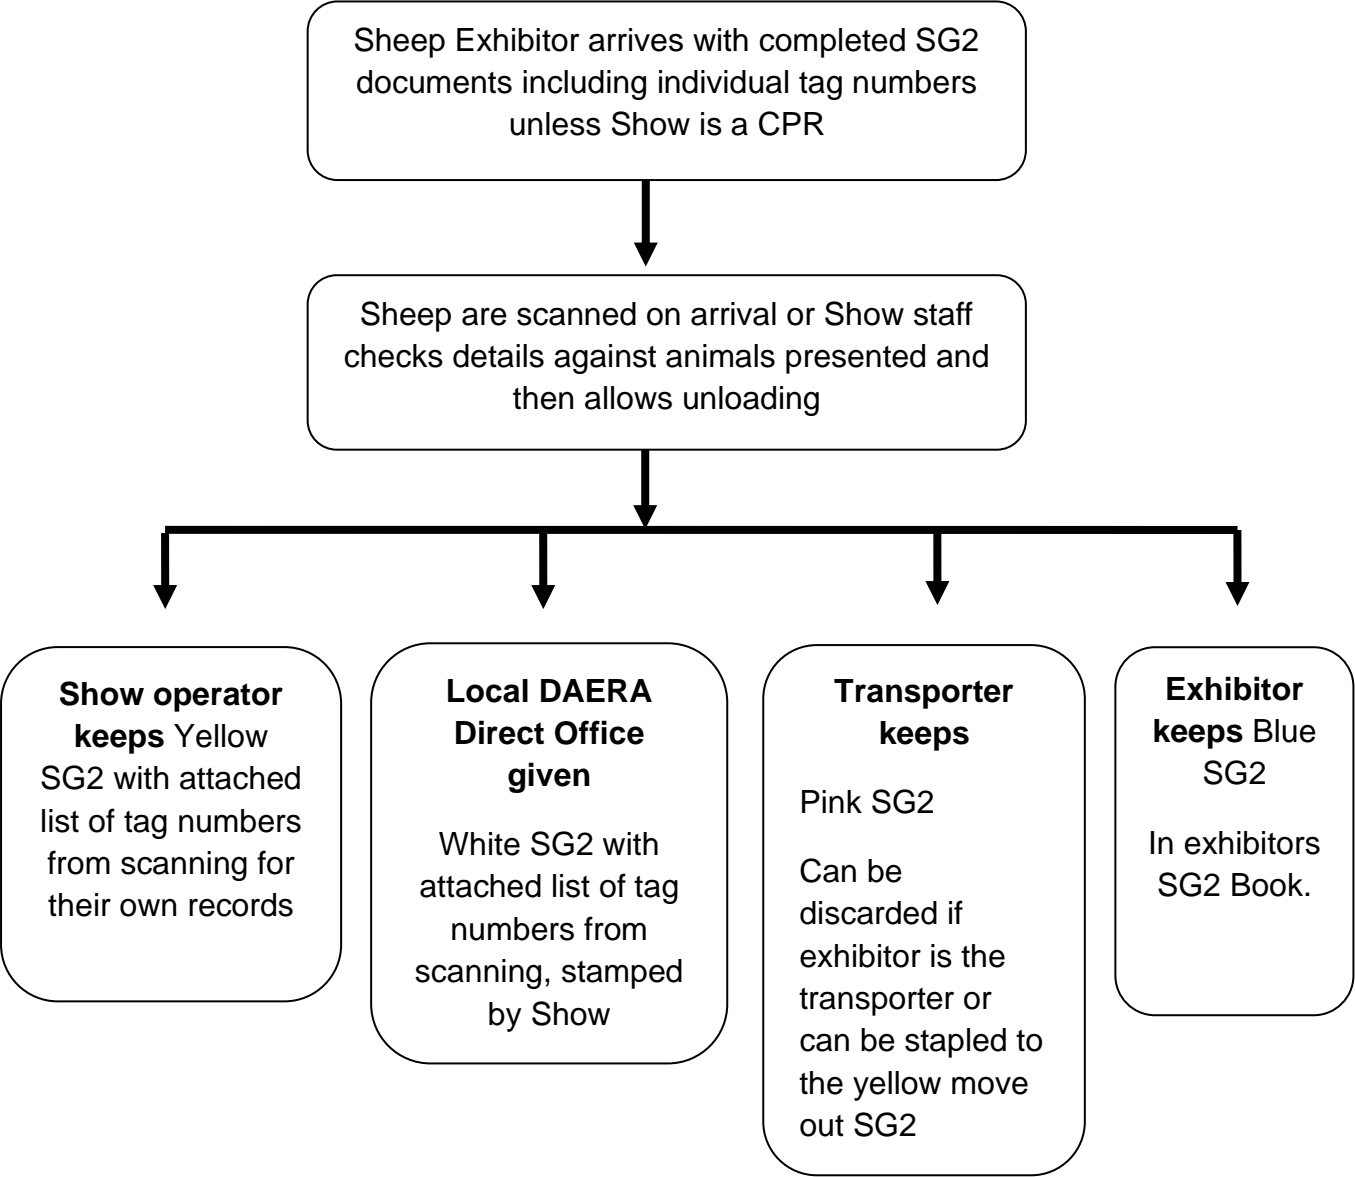 Sheep Exhibitor arrives with completed SG2
documents including individual tag numbers
unless Show is a CPR
Sheep are scanned on arrival or Show staff
checks details against animals presented and
then allows unloading
Show operator
keeps Yellow
SG2 with attached
list of tag numbers
from scanning for
their own records
Local DAERA
Direct Office
given
White SG2 with
attached list of tag
numbers from
scanning, stamped
by Show
Transporter
keeps
Pink SG2
Can be
discarded if
exhibitor is the
transporter or
can be stapled to
the yellow move
out SG2
Exhibitor
keeps Blue
SG2
In exhibitors
SG2 Book.